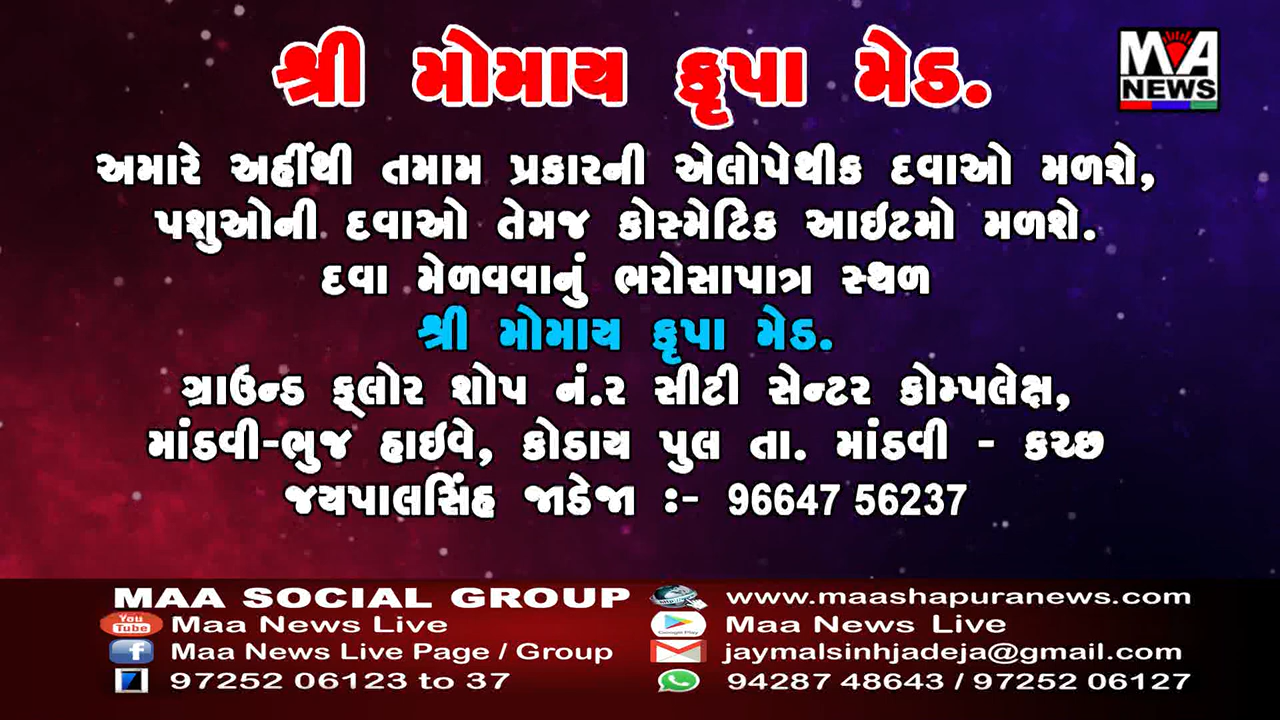 શ્રી મોમાય કૃપા મેડ.
MAA
NEWS
અમારે અહીંથી તમામ પ્રકારની એલોપેથીક દવાઓ મળશે,
પશુઓની દવાઓ તેમજ કોસ્મેટિક આઇટમો મળશે.
દવા મેળવવાનું ભરોસાપાત્ર સ્થળ
શ્રી મોમાય કૃપા મેડ.
ગ્રાઉન્ડ ફ્લોર શોપ નં.ર સીટી સેન્ટર કોમ્પલેક્ષ,
માંડવી-ભુજ હાઇવે, કોડાય પુલ તા. માંડવી - કચ્છ
જયપાલસિંહ જાડેજા :- 96647 56237
MAA SOCIAL GROUP
You Tube Maa News Live
Maa News Live Page / Group
97252 06123 to 37
www.maashapuranews.com
Google Play Maa News Live
jaymalsinhjadeja@gmail.com
94287 48643 / 97252 06127